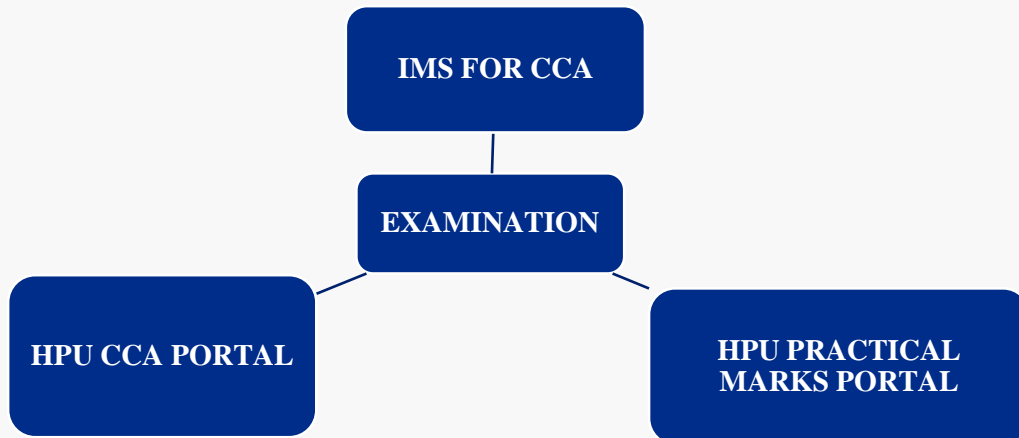 IMS FOR CCA
EXAMINATION
HPU CCA PORTAL
HPU PRACTICAL
MARKS PORTAL